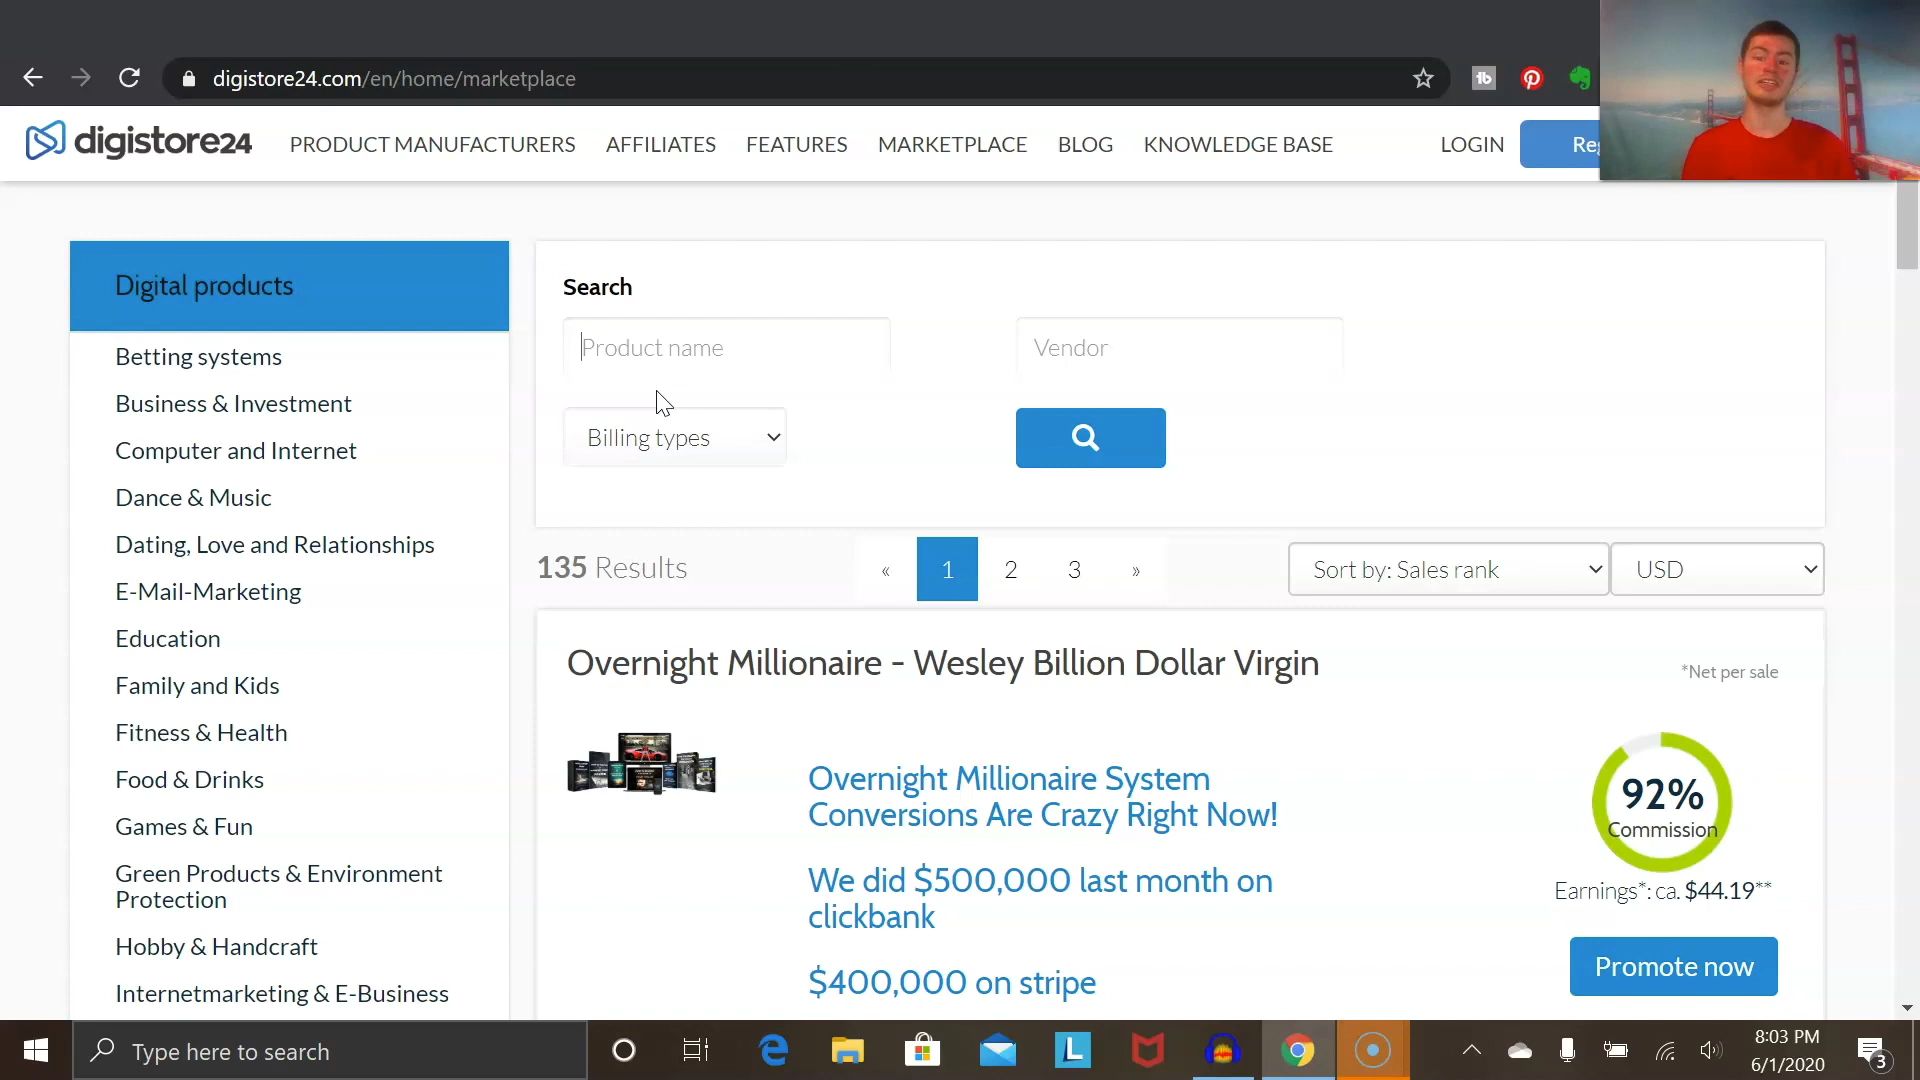 digistore24.com/en/home/marketplace
digistore24
PRODUCT MANUFACTURERS
AFFILIATES
FEATURES
MARKETPLACE
BLOG
KNOWLEDGE BASE
LOGIN
Digital products
Betting systems
Business & Investment
Computer and Internet
Dance & Music
Dating, Love and Relationships
E-Mail-Marketing
Education
Family and Kids
Fitness & Health
Food & Drinks
Games & Fun
Green Products & Environment
Protection
Hobby & Handcraft
Internetmarketing & E-Business
Search
Product name
Vendor
Billing types
135 Results
« 1 2 3 »
Sort by: Sales rank
USD
Overnight Millionaire - Wesley Billion Dollar Virgin
*Net per sale
Overnight Millionaire System
Conversions Are Crazy Right Now!
We did $500,000 last month on
clickbank
$400,000 on stripe
92%
Commission
Earnings*: ca. $44.19**
Promote now
Type here to search
L
8:03 PM
6/1/2020
3